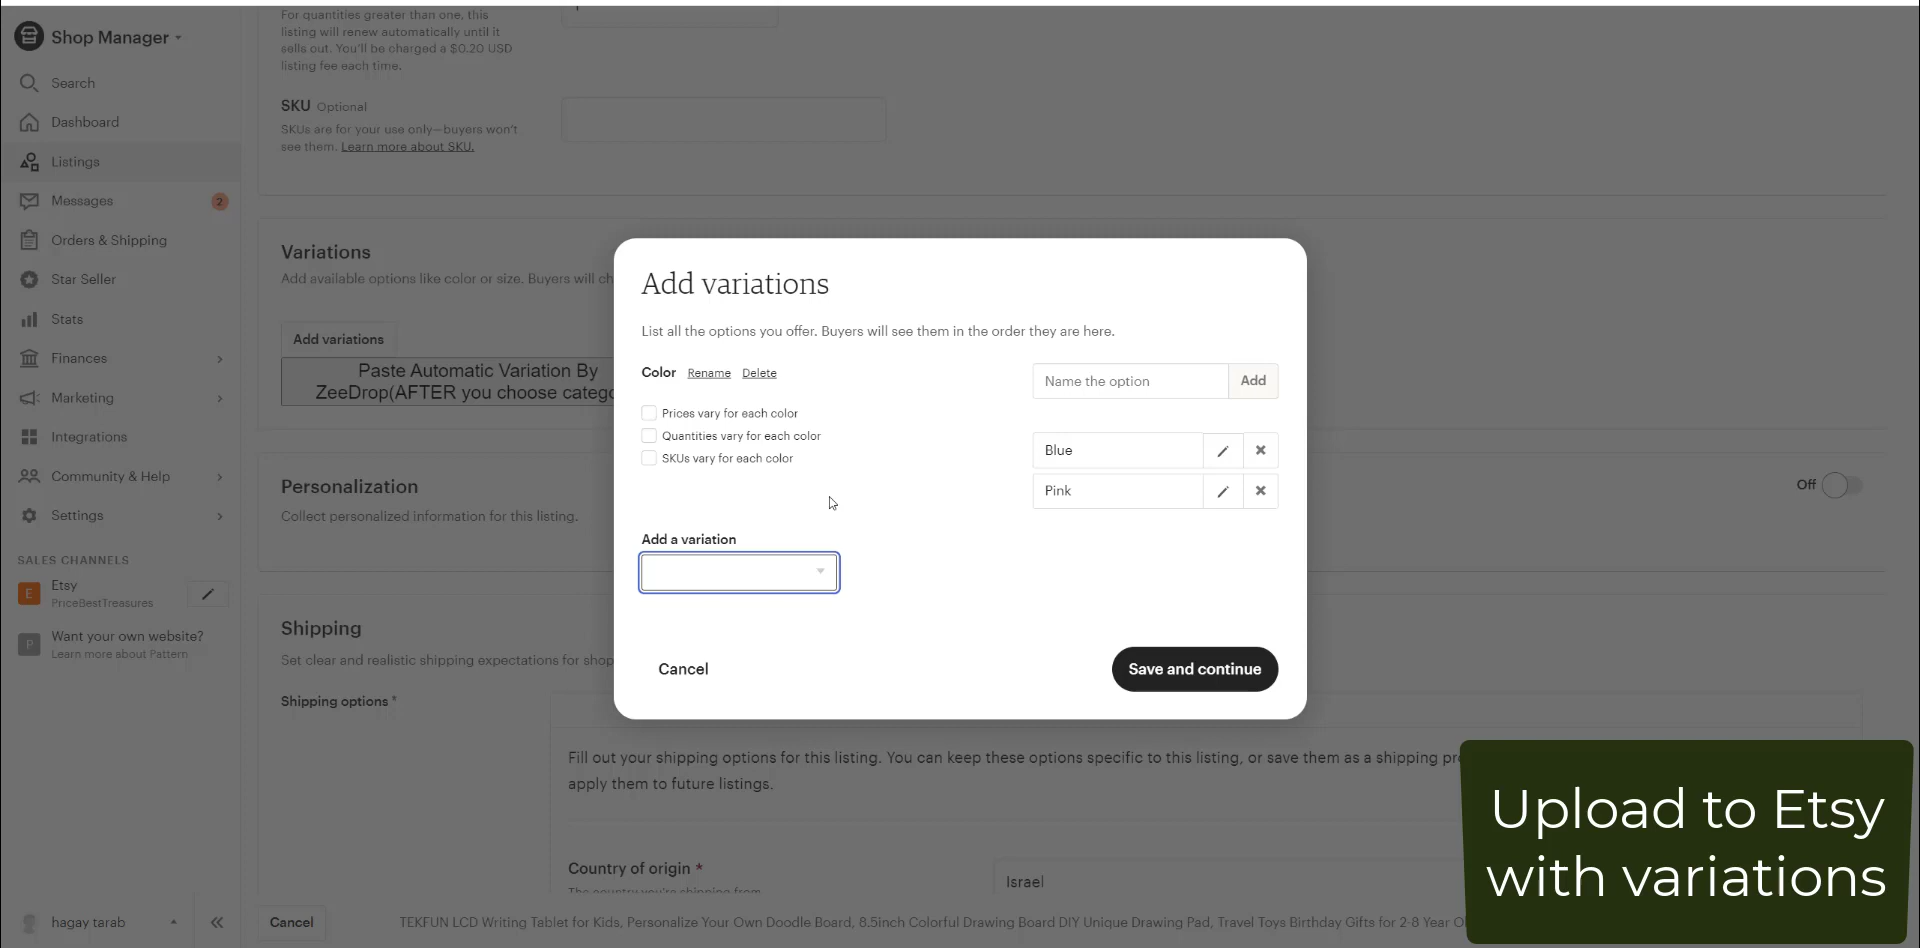 For quantities greater than one, this
listing will renew automatically until it
sells out. You'll be charged a $0.20 USD
listing fee each time.
Shop Manager
Search
Dashboard
Listings
Messages
2
Orders & Shipping
Star Seller
Stats
Finances
Marketing
Integrations
Community & Help
Settings
SALES CHANNELS
E
Etsy
PriceBestTreasures
P
Want your own website?
Learn more about Pattern
hagay tarab
SKU Optional
SKUs are for your use only—buyers won't
see them. Learn more about SKU.
Variations
Add available options like color or size. Buyers will ch
Add variations
Paste Automatic Variation By
ZeeDrop(AFTER you choose catego
Personalization
Collect personalized information for this listing.
Off
Shipping
Set clear and realistic shipping expectations for shop
Shipping options *
Fill out your shipping options for this listing. You can keep these options specific to this listing, or save them as a shipping pr
apply them to future listings.
Country of origin *
The country you're shipping from
Israel
Cancel
TEKFUN LCD Writing Tablet for Kids, Personalize Your Own Doodle Board, 8.5inch Colorful Drawing Board DIY Unique Drawing Pad, Travel Toys Birthday Gifts for 2-8 Year Ol
Add variations
List all the options you offer. Buyers will see them in the order they are here.
Color Rename Delete
Name the option
Add
Prices vary for each color
Quantities vary for each color
SKUs vary for each color
Blue
Pink
Add a variation
Cancel
Save and continue
Upload to Etsy
with variations